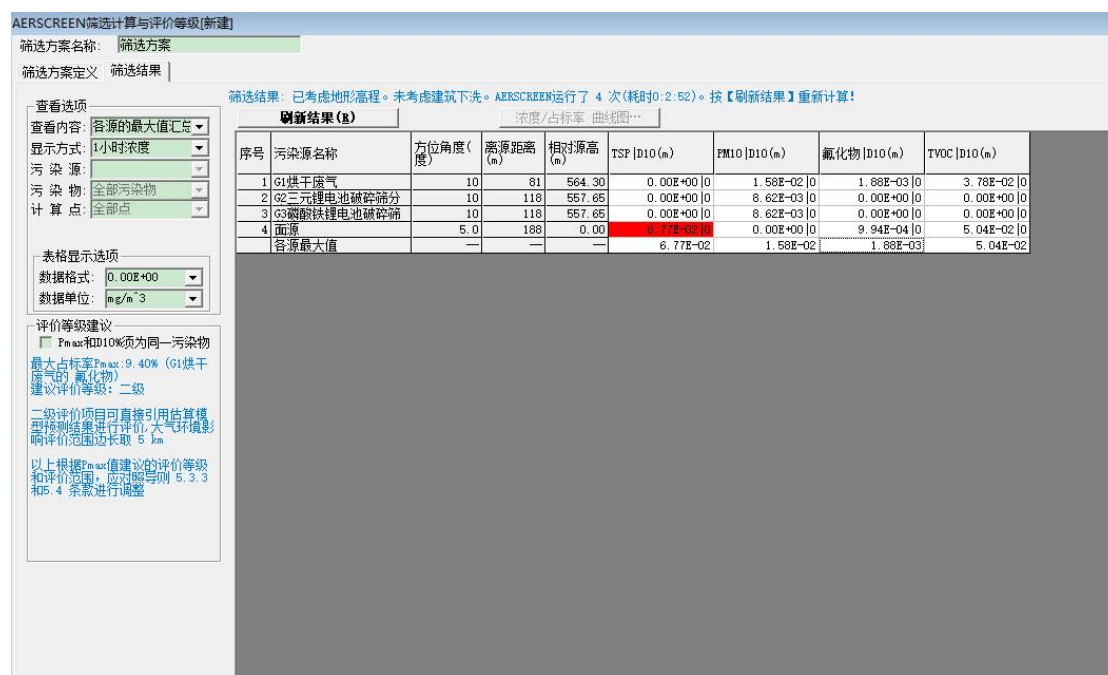 AERSCREEN筛选计算与评价等级[新建]
筛选方案名称: 筛选方案
筛选方案定义 筛选结果
筛选结果: 已考虑地形高程。未考虑建筑下洗。AERSCREEN运行了 4 次(耗时0:2:52)。按【刷新结果】重新计算!
查看选项
查看内容: 各源的最大值汇总
显示方式: 1小时浓度
污 染 源:
污 染 物: 全部污染物
计 算 点: 全部点
表格显示选项
数据格式: 0.00E+00
数据单位: mg/m^3
评价等级建议
Pmax和D10%须为同一污染物
最大占标率Pmax:9.40% (G1烘干
废气的 氟化物)
建议评价等级: 二级
二级评价项目可直接引用估算模
型预测结果进行评价,大气环境影
响评价范围边长取 5 km
以上根据Pmax值建议的评价等级
和评价范围, 应对照导则 5.3.3
和5.4 条款进行调整
刷新结果(R) 浓度/占标率 曲线图…
序号 污染源名称 方位角度(度) 离源距离(m) 相对源高(m) TSP|D10(m) PM10|D10(m) 氟化物|D10(m) TVOC|D10(m)
1 G1烘干废气 10 81 564.30 0.00E+00|0 1.58E-02|0 1.88E-03|0 3.78E-02|0
2 G2三元锂电池破碎筛分 10 118 557.65 0.00E+00|0 8.62E-03|0 0.00E+00|0 0.00E+00|0
3 G3磷酸铁锂电池破碎筛 10 118 557.65 0.00E+00|0 8.62E-03|0 0.00E+00|0 0.00E+00|0
4 面源 5.0 188 0.00 6.77E-02|0 0.00E+00|0 9.94E-04|0 5.04E-02|0
各源最大值 — — — 6.77E-02 1.58E-02 1.88E-03 5.04E-02